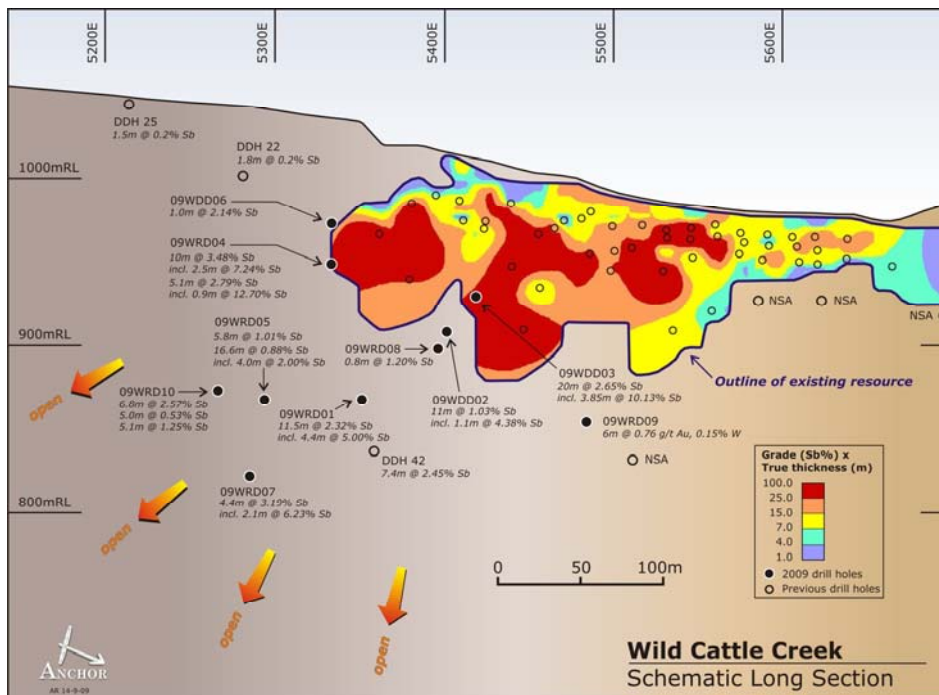 5200E
5300E
5400E
5500E
5600E
DDH 25
1.5m @ 0.2% Sb
DDH 22
1.8m @ 0.2% Sb
1000mRL
09WDD06
1.0m @ 2.14% Sb
09WRD04
10m @ 3.48% Sb
incl. 2.5m @ 7.24% Sb
5.1m @ 2.79% Sb
incl. 0.9m @ 12.70% Sb
NSA
NSA
NSA
09WRD05
5.8m @ 1.01% Sb
16.6m @ 0.88% Sb
incl. 4.0m @ 2.00% Sb
900mRL
09WRD08
0.8m @ 1.20% Sb
09WDD03
20m @ 2.65% Sb
incl. 3.85m @ 10.13% Sb
Outline of existing resource
09WRD10
6.0m @ 2.57% Sb
5.0m @ 0.53% Sb
5.1m @ 1.25% Sb
open
09WRD01
11.5m @ 2.32% Sb
incl. 4.4m @ 5.00% Sb
09WDD02
11m @ 1.03% Sb
incl. 1.1m @ 4.38% Sb
09WRD09
6m @ 0.76 g/t Au, 0.15% W
DDH 42
7.4m @ 2.45% Sb
NSA
09WRD07
4.4m @ 3.19% Sb
incl. 2.1m @ 6.23% Sb
800mRL
open
open
open
0
50
100m
Grade (Sb%) x
True thickness (m)
100.0
25.0
15.0
7.0
4.0
1.0
2009 drill holes
Previous drill holes
Wild Cattle Creek
Schematic Long Section
ANCHOR
AR 14-9-09